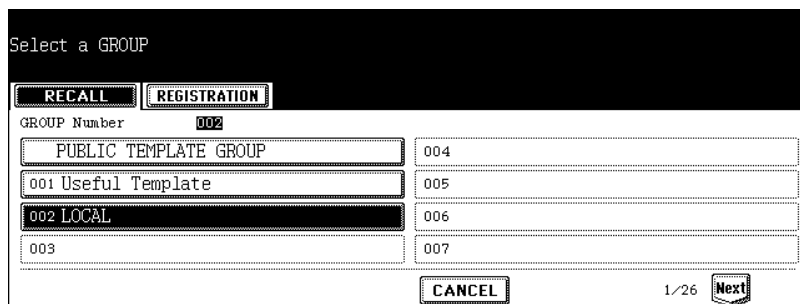 Select a GROUP
RECALL REGISTRATION
GROUP Number 002
PUBLIC TEMPLATE GROUP
001 Useful Template
002 LOCAL
003
004
005
006
007
CANCEL 1/26 Next